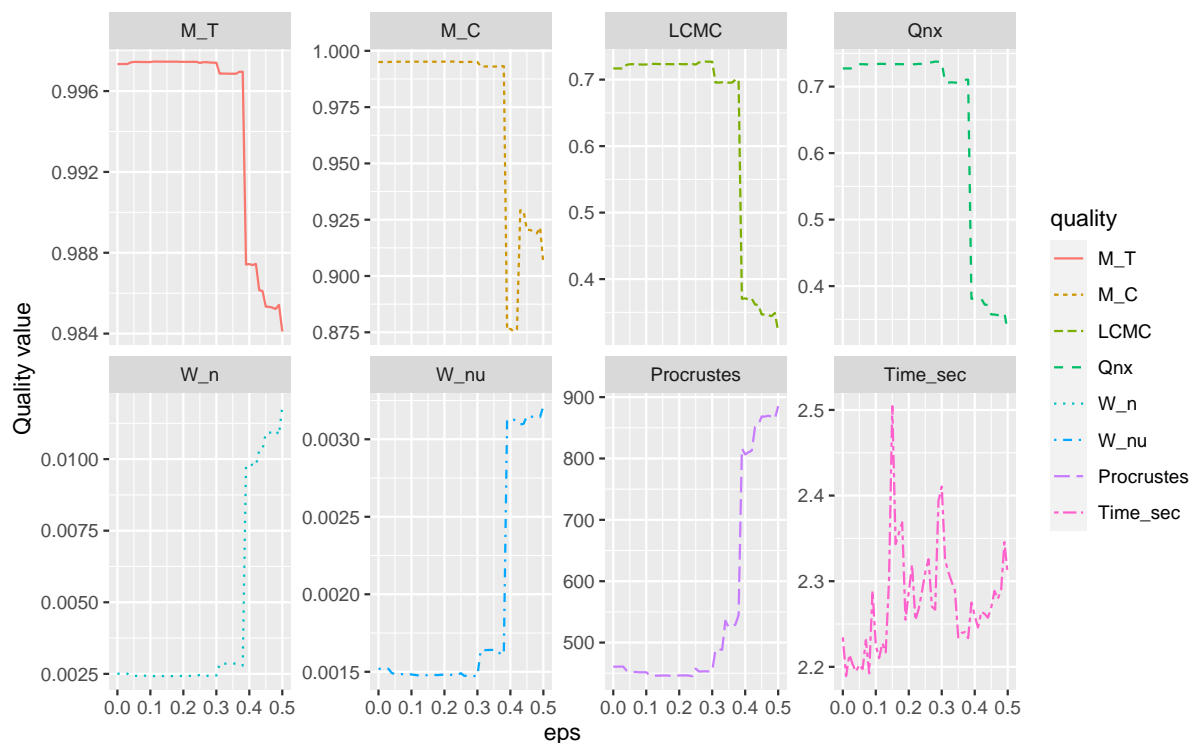 M_T
M_C
LCMC
Qnx
0.996
0.992
0.988
0.984
1.000
0.975
0.950
0.925
0.900
0.875
0.7
0.6
0.5
0.4
0.7
0.6
0.5
0.4
W_n
W_nu
Procrustes
Time_sec
0.0100
0.0075
0.0050
0.0025
0.0030
0.0025
0.0020
0.0015
900
800
700
600
500
2.5
2.4
2.3
2.2
0.0 0.1 0.2 0.3 0.4 0.5
0.0 0.1 0.2 0.3 0.4 0.5
0.0 0.1 0.2 0.3 0.4 0.5
0.0 0.1 0.2 0.3 0.4 0.5
eps
Quality value
quality
M_T
M_C
LCMC
Qnx
W_n
W_nu
Procrustes
Time_sec